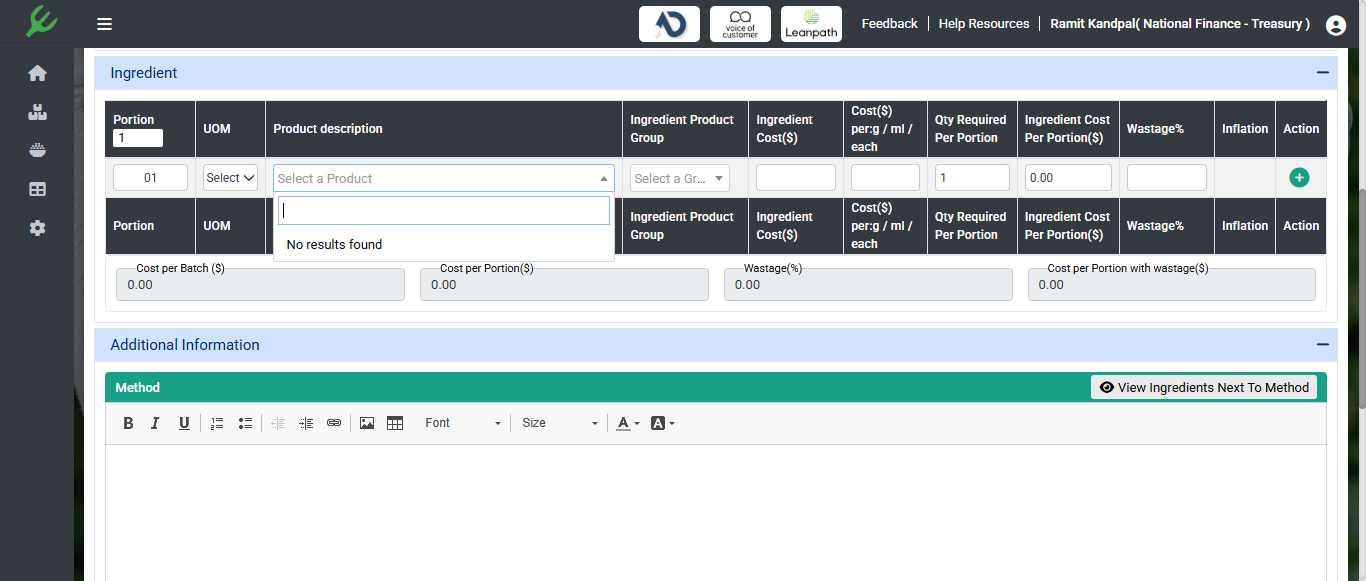 voice of
customer
Leanpath
Feedback
Help Resources
Ramit Kandpal( National Finance - Treasury )
Ingredient
Portion
1
UOM
Product description
Ingredient Product
Group
Ingredient
Cost($)
Cost($)
per:g / ml /
each
Qty Required
Per Portion
Ingredient Cost
Per Portion($)
Wastage%
Inflation
Action
01
Select
Select a Product
Select a Gr...
1
0.00
No results found
Portion
UOM
Ingredient Product
Group
Ingredient
Cost($)
Cost($)
per:g / ml /
each
Qty Required
Per Portion
Ingredient Cost
Per Portion($)
Wastage%
Inflation
Action
Cost per Batch ($)
0.00
Cost per Portion($)
0.00
Wastage(%)
0.00
Cost per Portion with wastage($)
0.00
Additional Information
Method
View Ingredients Next To Method
B I U
Font
Size
A
A